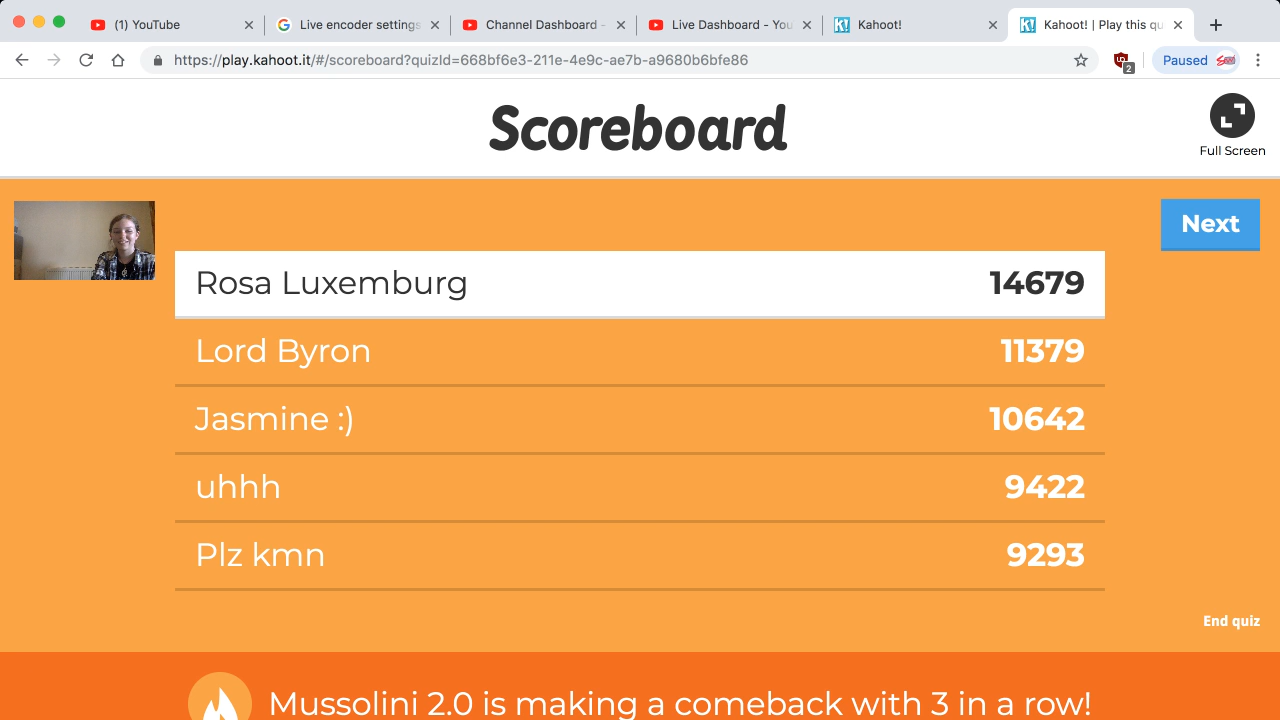 (1) YouTube
Live encoder settings
Channel Dashboard -
Live Dashboard - You
Kahoot!
Kahoot! | Play this qu
https://play.kahoot.it/#/scoreboard?quizId=668bf6e3-211e-4e9c-ae7b-a9680b6bfe86
2
Paused
Scoreboard
Full Screen
Next
Rosa Luxemburg 14679
Lord Byron 11379
Jasmine :) 10642
uhhh 9422
Plz kmn 9293
End quiz
Mussolini 2.0 is making a comeback with 3 in a row!